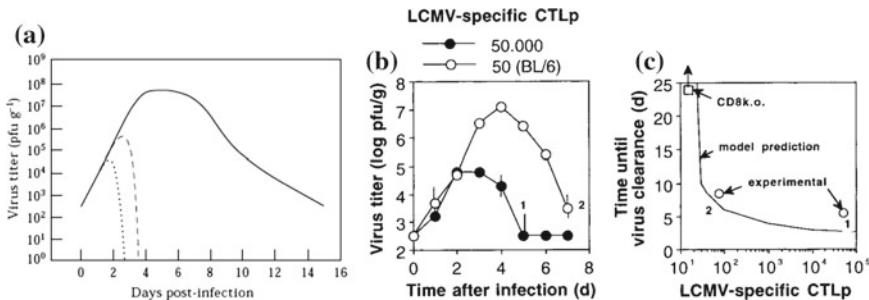 LCMV-specific CTLp
50.000
50 (BL/6)
(a)
10⁹
10⁸
10⁷
10⁶
10⁵
10⁴
10³
10²
10¹
10⁰
Virus titer (pfu g⁻¹)
0 2 4 6 8 10 12 14 16
Days post-infection
(b)
8
7
6
5
4
3
2
Virus titer (log pfu/g)
1
2
0 2 4 6 8
Time after infection (d)
(c)
25
20
15
10
5
0
Time until
virus clearance (d)
CD8k.o.
model prediction
experimental
2
1
10¹ 10² 10³ 10⁴ 10⁵
LCMV-specific CTLp